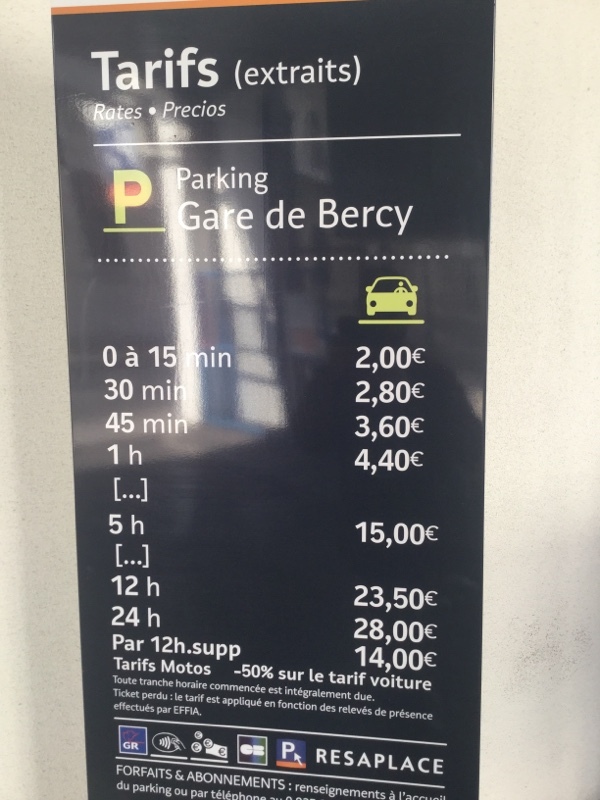 Tarifs (extraits)
Rates • Precios
P Parking
Gare de Bercy
0 à 15 min 2,00€
30 min 2,80€
45 min 3,60€
1 h 4,40€
[...]
5 h 15,00€
[...]
12 h 23,50€
24 h 28,00€
Par 12h.supp 14,00€
Tarifs Motos -50% sur le tarif voiture
Toute tranche horaire commencée est intégralement due.
Ticket perdu : le tarif est appliqué en fonction des relevés de présence
effectués par EFFIA.
GR CB P RESAPLACE
FORFAITS & ABONNEMENTS : renseignements à l'accueil
du parking ou par téléphone au